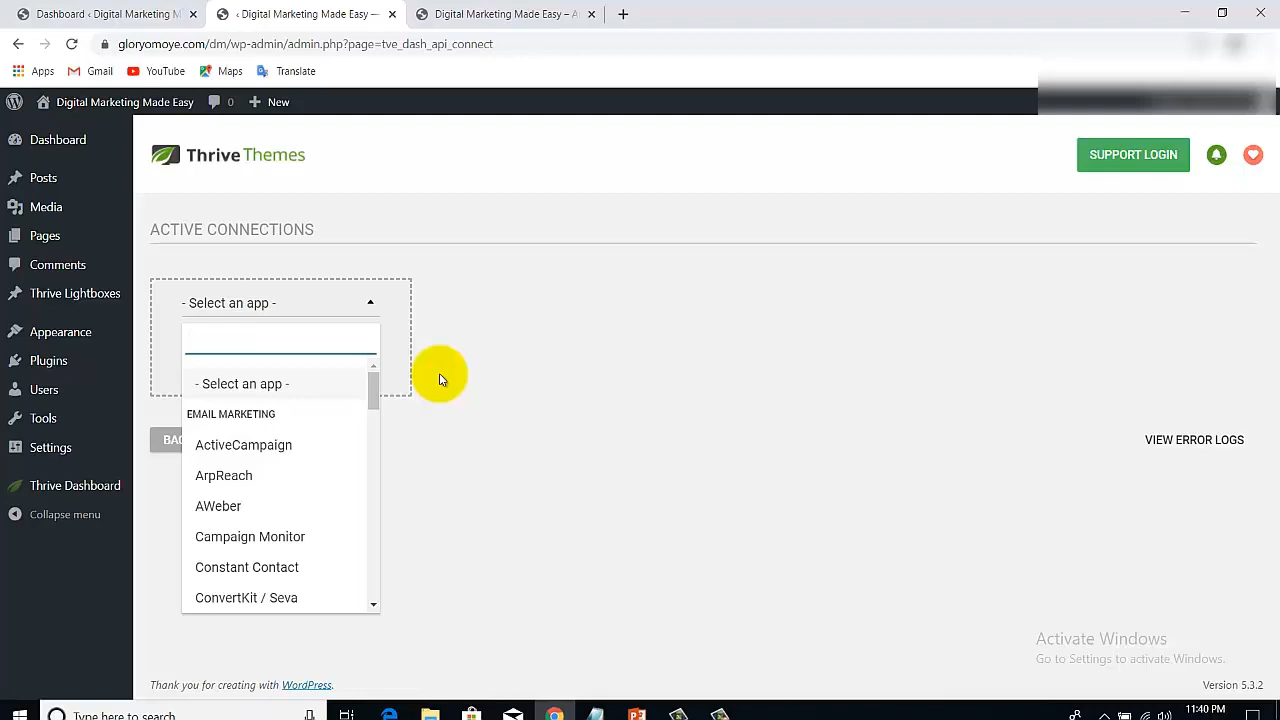 ‹ Dashboard ‹ Digital Marketing M
‹ Digital Marketing Made Easy —
Digital Marketing Made Easy – A
gloryomoye.com/dm/wp-admin/admin.php?page=tve_dash_api_connect
Apps
Gmail
YouTube
Maps
Translate
Digital Marketing Made Easy
0
New
Dashboard
Posts
Media
Pages
Comments
Thrive Lightboxes
Appearance
Plugins
Users
Tools
Settings
Thrive Dashboard
Collapse menu
Thrive Themes
SUPPORT LOGIN
ACTIVE CONNECTIONS
- Select an app -
- Select an app -
EMAIL MARKETING
ActiveCampaign
ArpReach
AWeber
Campaign Monitor
Constant Contact
ConvertKit / Seva
VIEW ERROR LOGS
Activate Windows
Go to Settings to activate Windows.
Thank you for creating with WordPress.
Version 5.3.2
Type here to search
11:40 PM